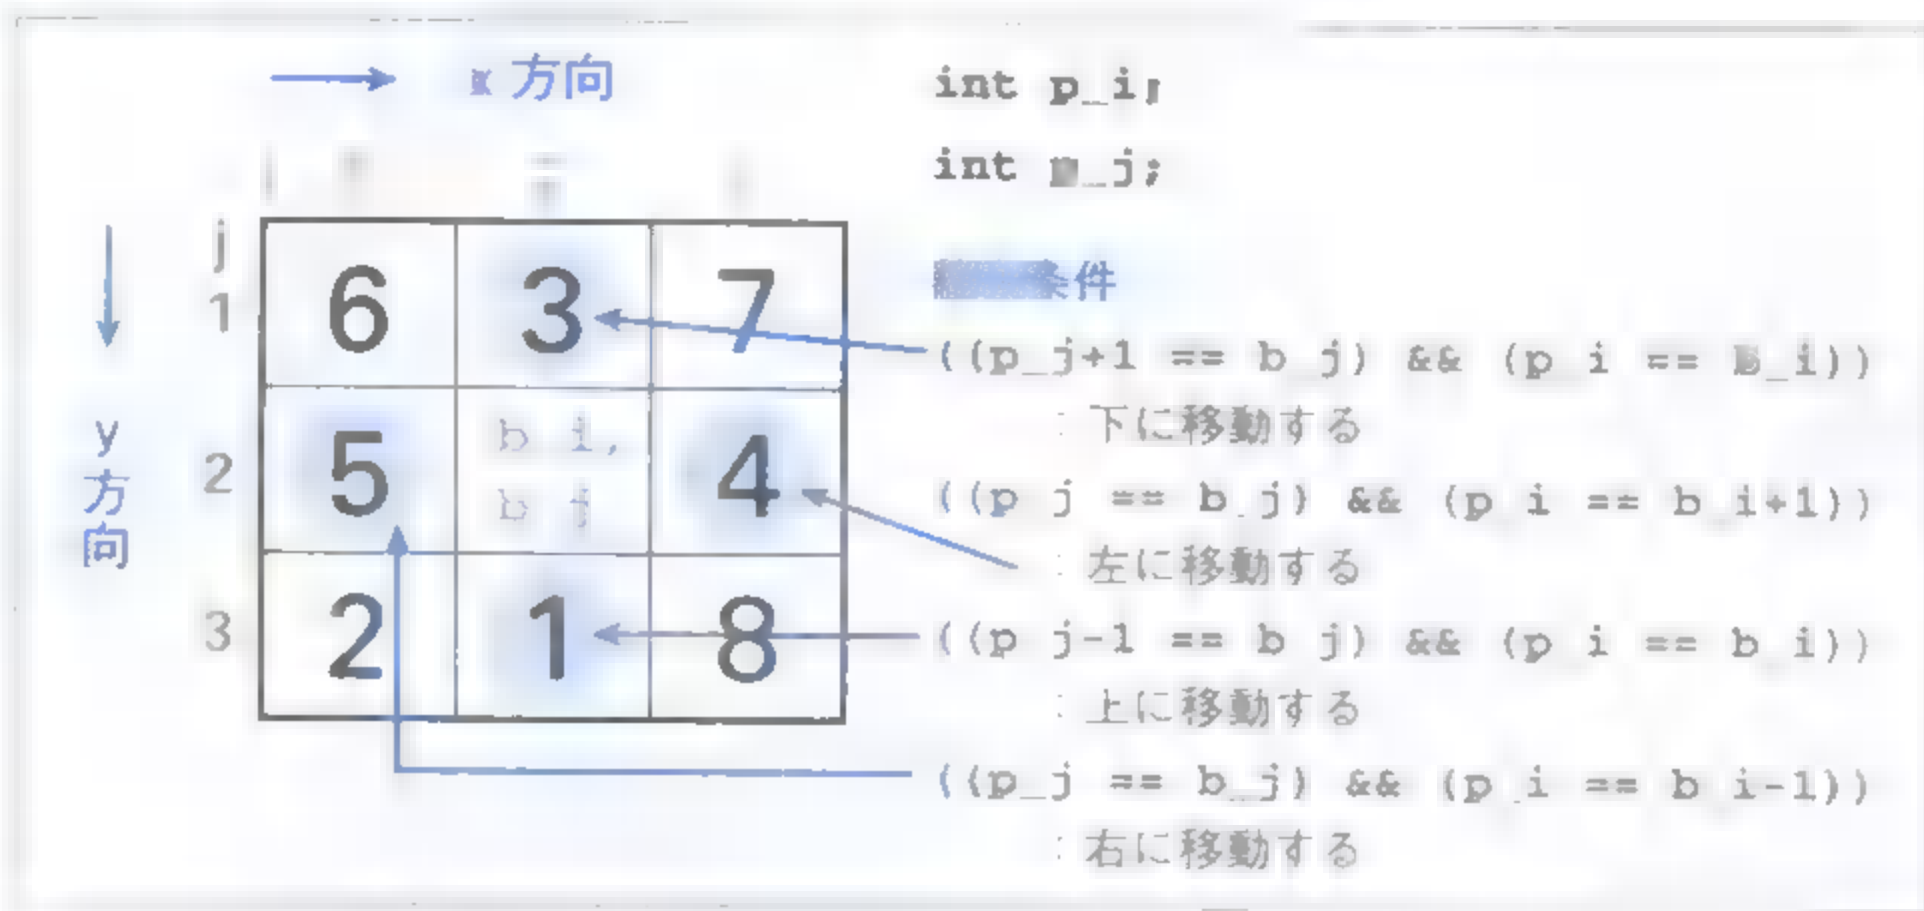 方向
int p_i;
int _j;
j
1 6 3 7
件
((p_j+1 == b_j) && (p_i == _i))
: 下に移動する
y方向
2 5 b_i, 4
b_j
((p_j == b_j) && (p_i == b_i+1))
: 左に移動する
3 2 1 8
((p_j-1 == b_j) && (p_i == b_i))
: 上に移動する
((p_j == b_j) && (p_i == b_i-1))
: 右に移動する